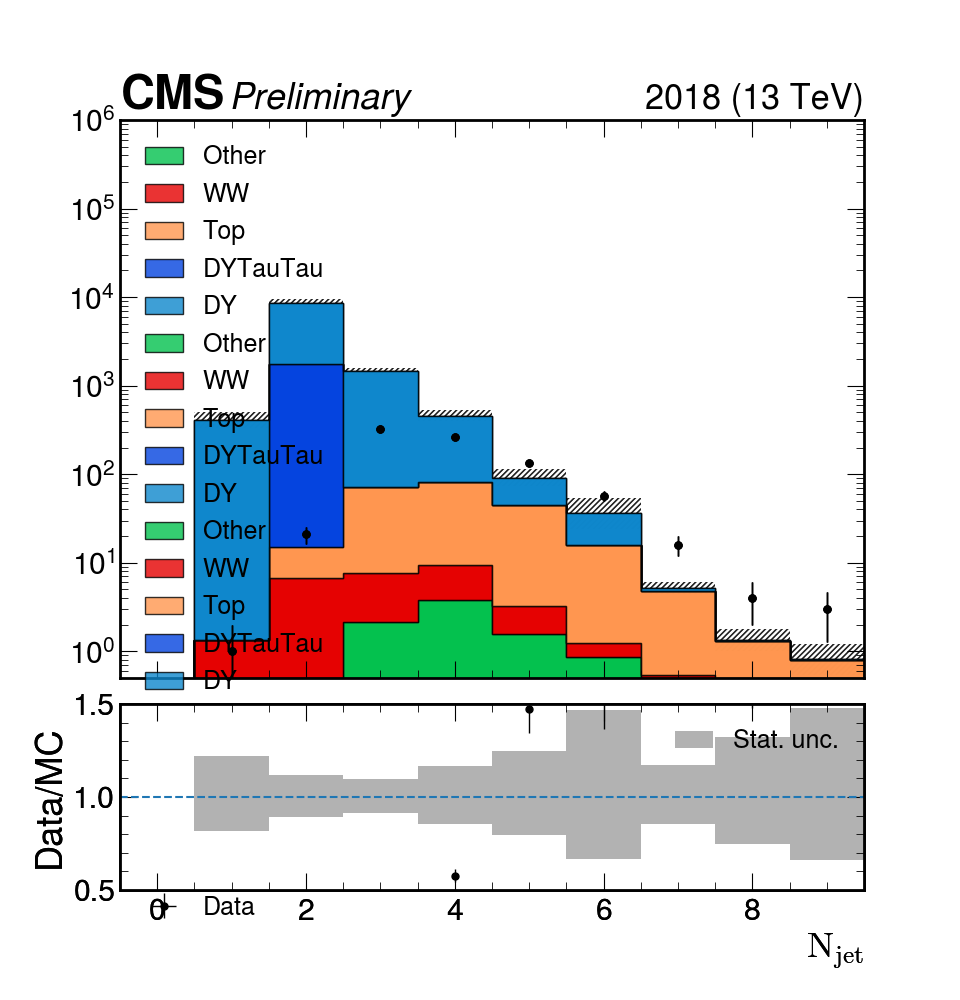 CMS Preliminary 2018 (13 TeV)
10^6
10^5
10^4
10^3
10^2
10^1
10^0
Other
WW
Top
DYTauTau
DY
Other
WW
Top
DYTauTau
DY
Other
WW
Top
DYTauTau
DY
1.5
1.0
0.5
Data/MC
Stat. unc.
0 2 4 6 8
Data
N_jet